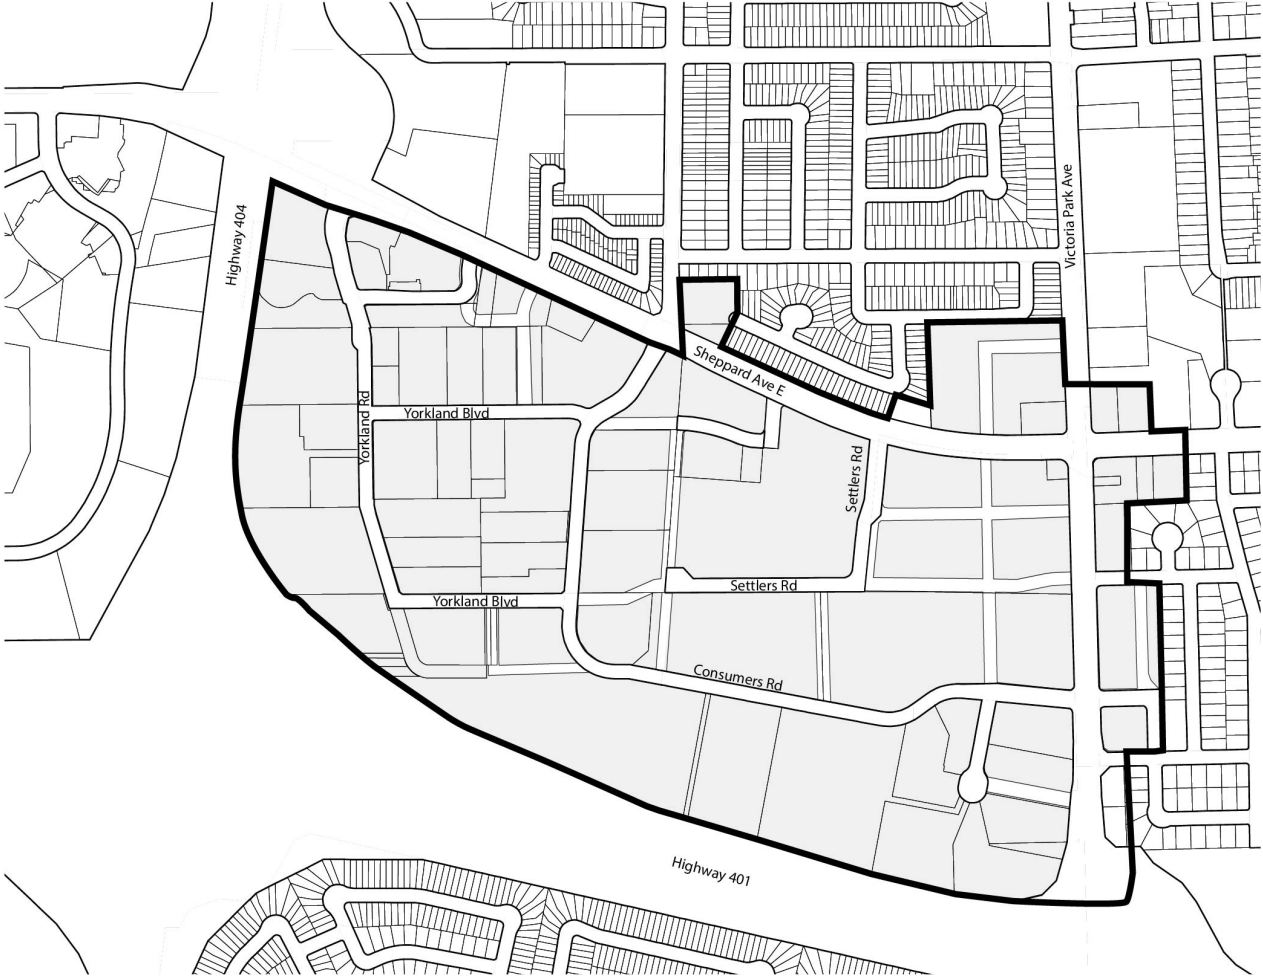 Victoria Park Ave
Highway 404
Sheppard Ave E
Yorkland Rd
Yorkland Blvd
Settlers Rd
Settlers Rd
Yorkland Blvd
Consumers Rd
Highway 401